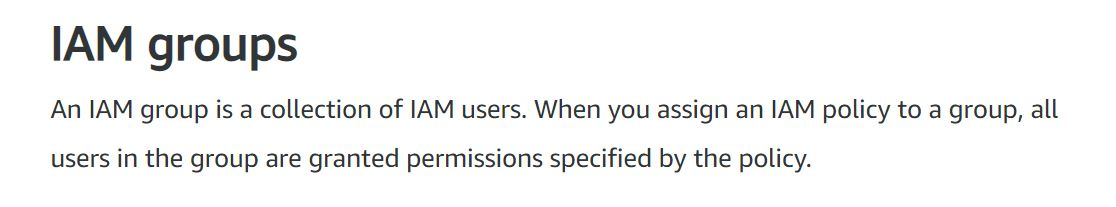 IAM groups
An IAM group is a collection of IAM users. When you assign an IAM policy to a group, all
users in the group are granted permissions specified by the policy.